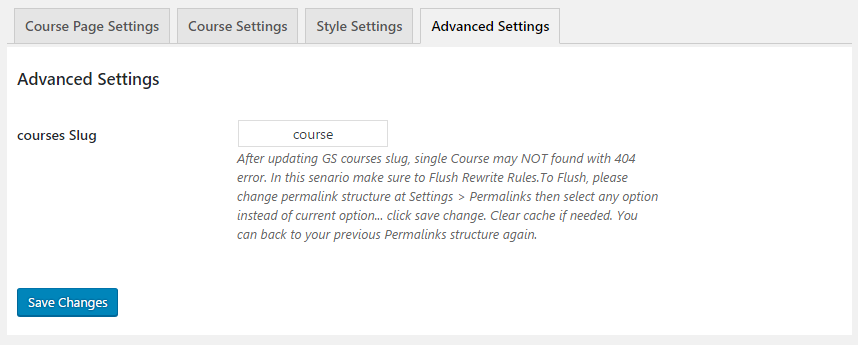 Course Page Settings Course Settings Style Settings Advanced Settings
Advanced Settings
courses Slug course
After updating GS courses slug, single Course may NOT found with 404
error. In this senario make sure to Flush Rewrite Rules.To Flush, please
change permalink structure at Settings > Permalinks then select any option
instead of current option... click save change. Clear cache if needed. You
can back to your previous Permalinks structure again.
Save Changes